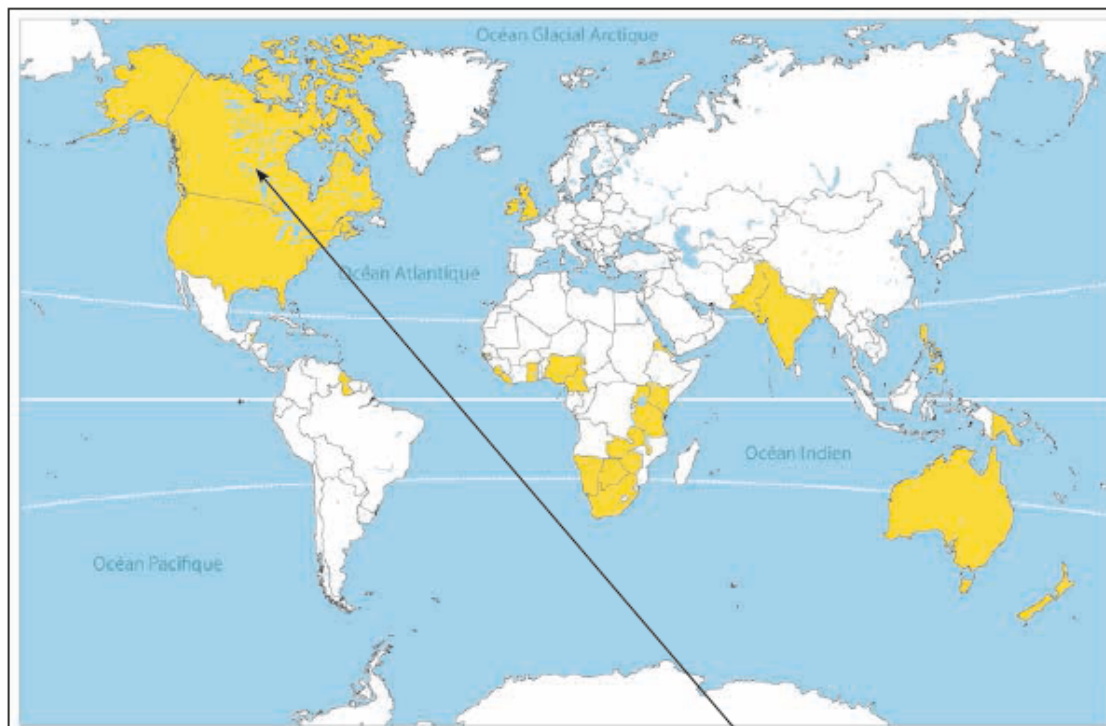 Océan Glacial Arctique
Océan Atlantique
Océan Indien
Océan Pacifique